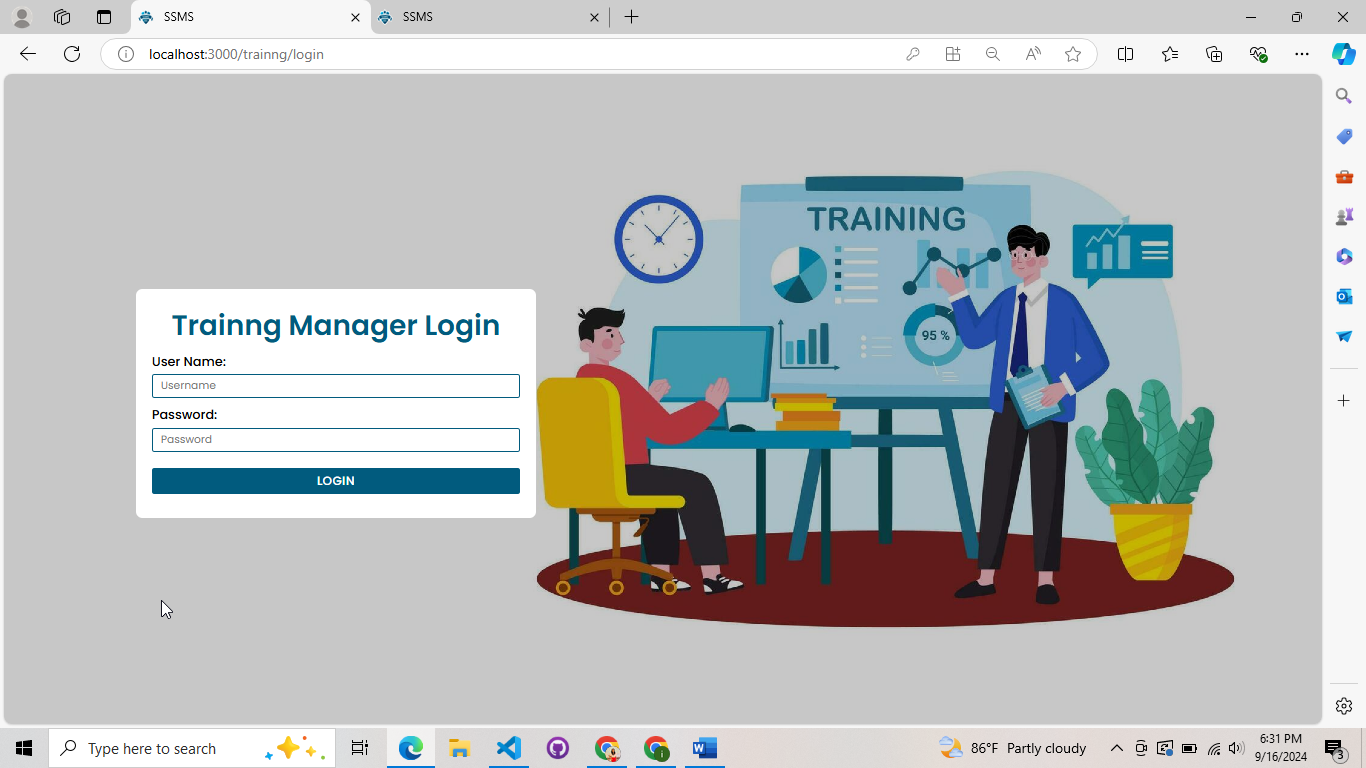 SSMS
SSMS
localhost:3000/trainng/login
TRAINING
95 %
Trainng Manager Login
User Name:
Username
Password:
Password
LOGIN
Type here to search
86°F Partly cloudy
6:31 PM
9/16/2024
3